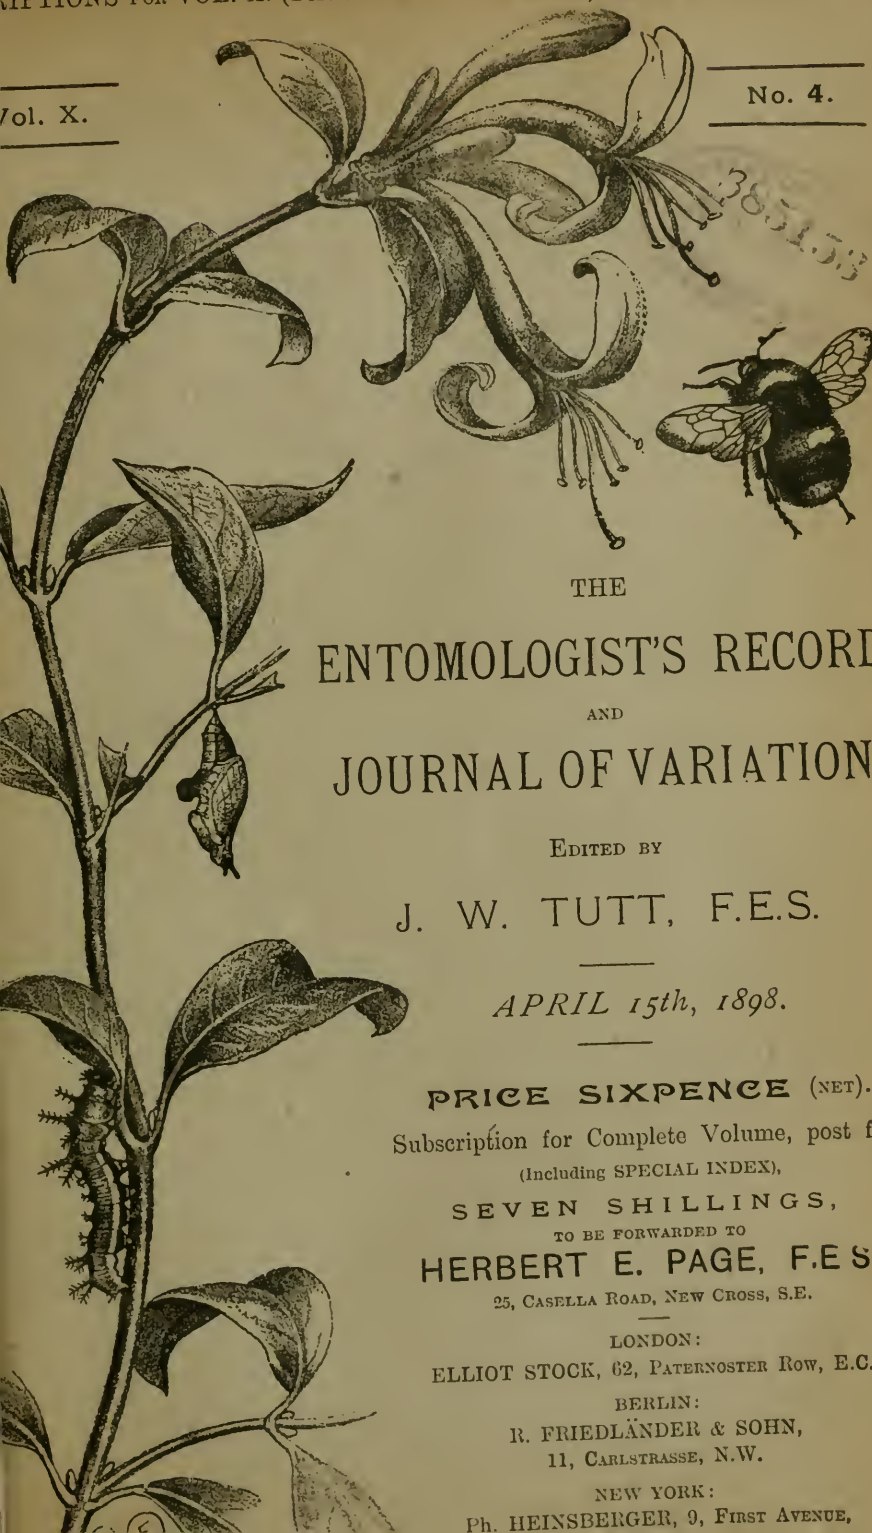 Vol. X.
No. 4.
385153
THE
ENTOMOLOGIST'S RECORD
AND
JOURNAL OF VARIATION
EDITED BY
J. W. TUTT, F.E.S.
APRIL 15th, 1898.
PRICE SIXPENCE (NET).
Subscription for Complete Volume, post f
(Including SPECIAL INDEX),
SEVEN SHILLINGS,
TO BE FORWARDED TO
HERBERT E. PAGE, F.E S
25, CASELLA ROAD, NEW CROSS, S.E.
LONDON:
ELLIOT STOCK, 62, PATERNOSTER ROW, E.C.
BERLIN:
R. FRIEDLÄNDER & SOHN,
11, CARLSTRASSE, N.W.
NEW YORK:
Ph. HEINSBERGER, 9, FIRST AVENUE,